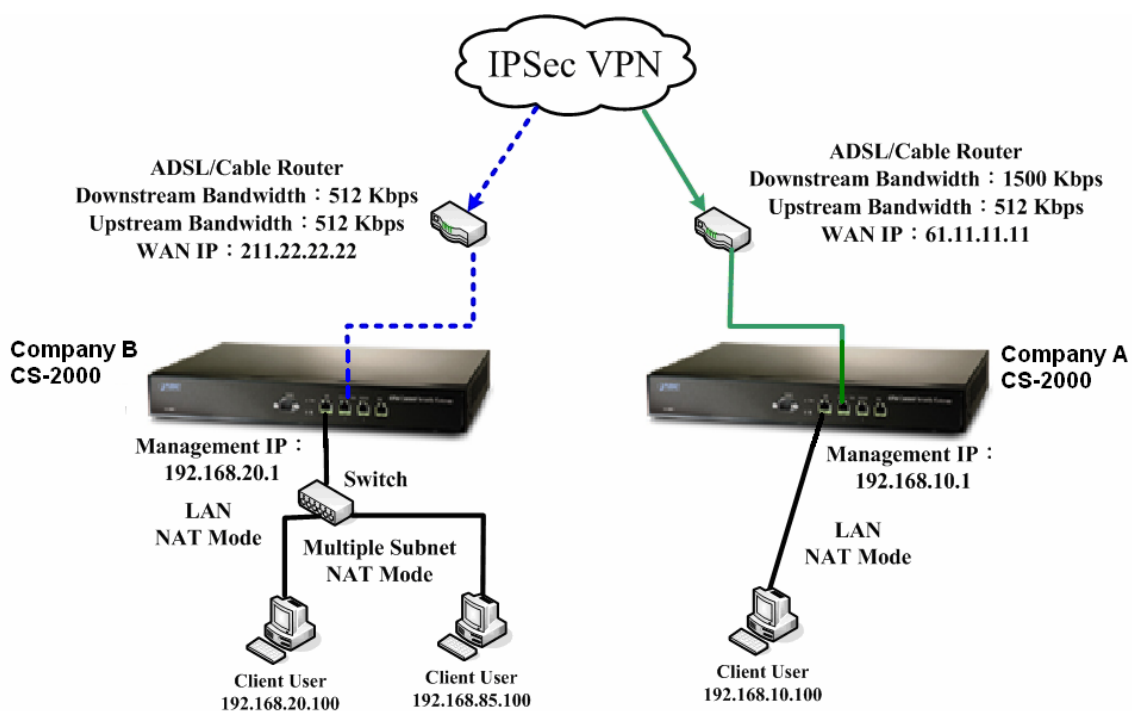 IPSec VPN
ADSL/Cable Router
Downstream Bandwidth：512 Kbps
Upstream Bandwidth：512 Kbps
WAN IP：211.22.22.22
ADSL/Cable Router
Downstream Bandwidth：1500 Kbps
Upstream Bandwidth：512 Kbps
WAN IP：61.11.11.11
Company B
CS-2000
Company A
CS-2000
Management IP：
192.168.20.1
Switch
LAN
NAT Mode
Multiple Subnet
NAT Mode
Client User
192.168.20.100
Client User
192.168.85.100
Management IP：
192.168.10.1
LAN
NAT Mode
Client User
192.168.10.100